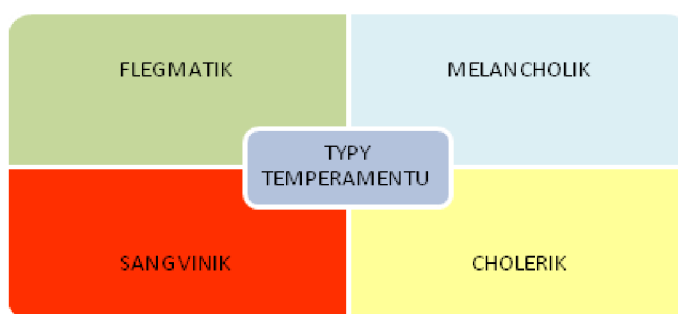 FLEGMATIK
MELANCHOLIK
TYPY
TEMPERAMENTU
SANGVINIK
CHOLERIK